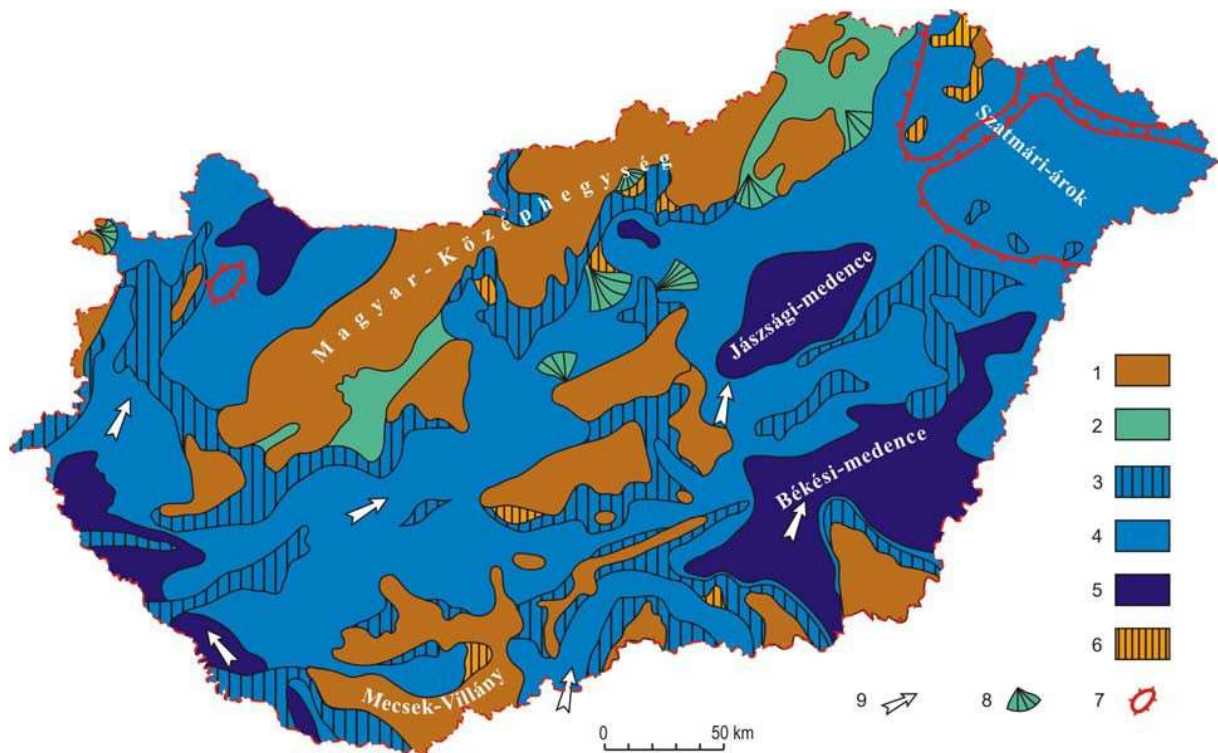 Szatmári-árok
Magyar-Középhegység
Jászsági-medence
Békési-medence
Mecsek-Villány
1
2
3
4
5
6
9
8
7
0
50 km